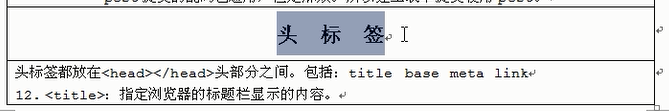 头 标 签
头标签都放在<head></head>头部分之间。包括: title base meta link
12.<title>: 指定浏览器的标题栏显示的内容。